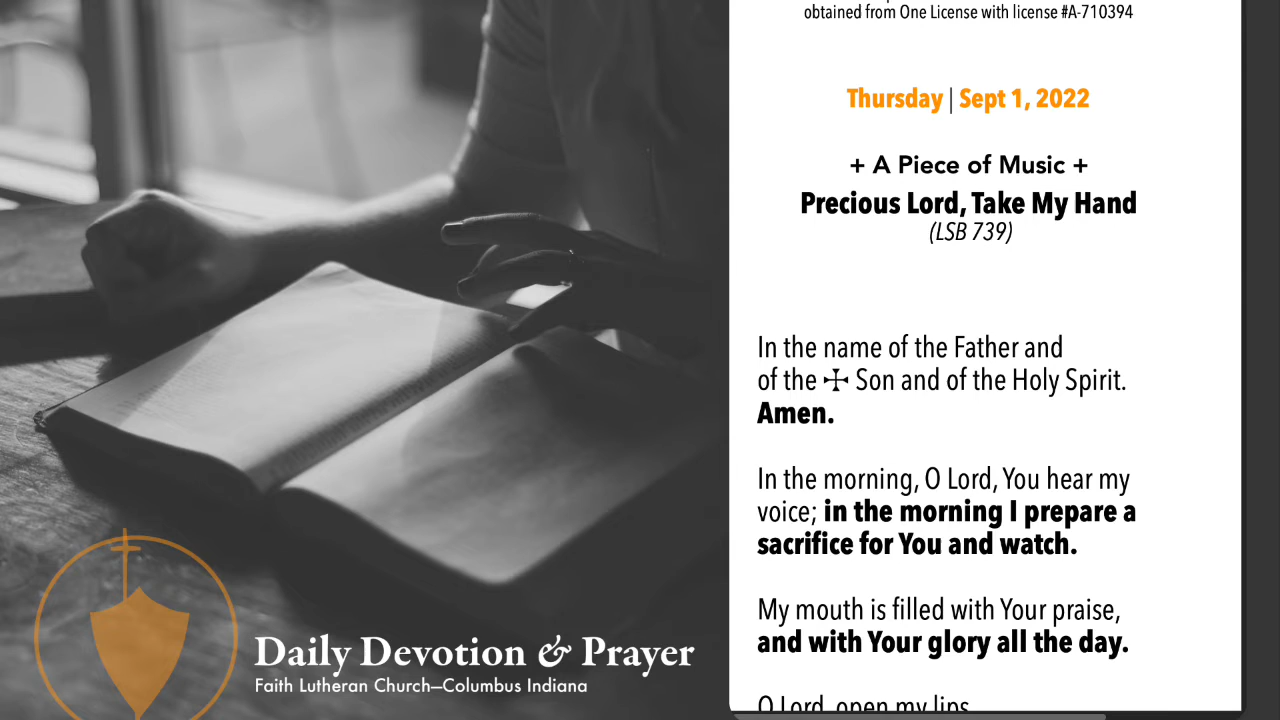 obtained from One License with license #A-710394
Thursday | Sept 1, 2022
+ A Piece of Music +
Precious Lord, Take My Hand
(LSB 739)
In the name of the Father and
of the ☩ Son and of the Holy Spirit.
Amen.
In the morning, O Lord, You hear my
voice; in the morning I prepare a
sacrifice for You and watch.
My mouth is filled with Your praise,
and with Your glory all the day.
O Lord, open my lips
Daily Devotion & Prayer
Faith Lutheran Church—Columbus Indiana